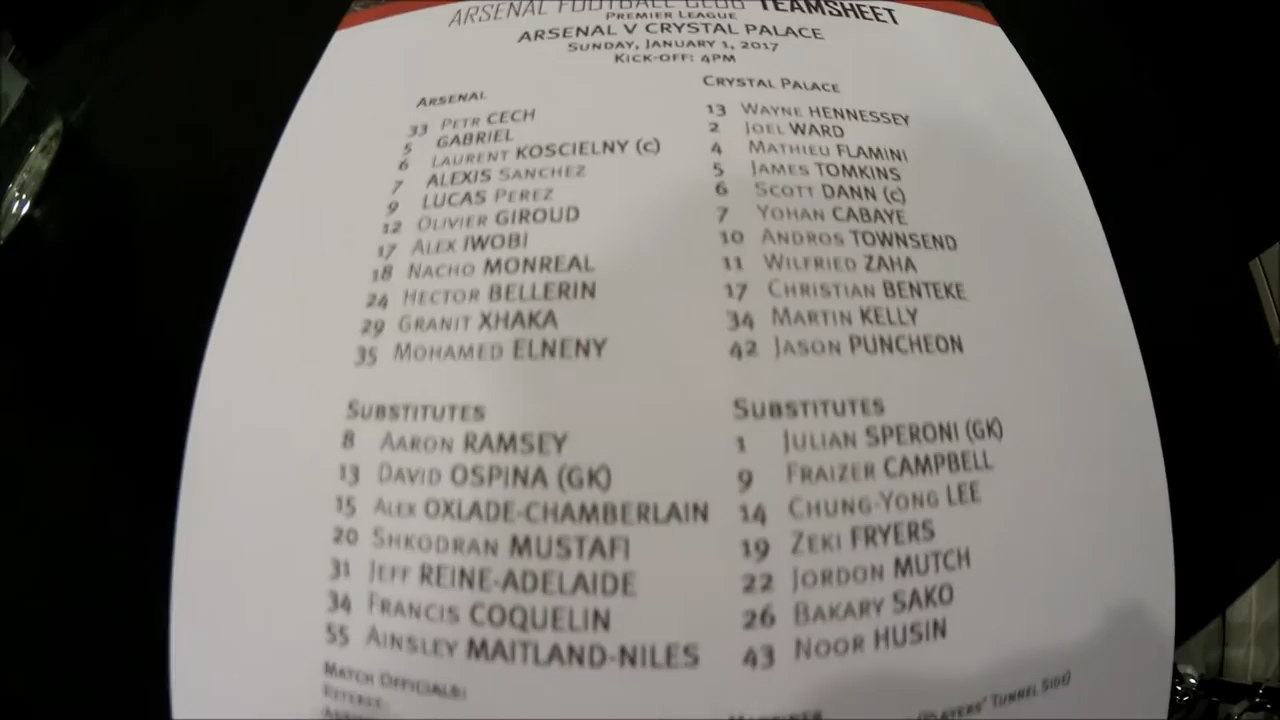 ARSENAL FOOTBALL CLUB TEAMSHEET
PREMIER LEAGUE
ARSENAL V CRYSTAL PALACE
SUNDAY, JANUARY 1, 2017
KICK-OFF: 4PM
ARSENAL
33 PETR CECH
5 GABRIEL
6 LAURENT KOSCIELNY (C)
7 ALEXIS SANCHEZ
9 LUCAS PEREZ
12 OLIVIER GIROUD
17 ALEX IWOBI
18 NACHO MONREAL
24 HECTOR BELLERIN
29 GRANIT XHAKA
35 MOHAMED ELNENY
SUBSTITUTES
8 AARON RAMSEY
13 DAVID OSPINA (GK)
15 ALEX OXLADE-CHAMBERLAIN
20 SHKODRAN MUSTAFI
31 JEFF REINE-ADELAIDE
34 FRANCIS COQUELIN
55 AINSLEY MAITLAND-NILES
CRYSTAL PALACE
13 WAYNE HENNESSEY
2 JOEL WARD
4 MATHIEU FLAMINI
5 JAMES TOMKINS
6 SCOTT DANN (C)
7 YOHAN CABAYE
10 ANDROS TOWNSEND
11 WILFRIED ZAHA
17 CHRISTIAN BENTEKE
34 MARTIN KELLY
42 JASON PUNCHEON
SUBSTITUTES
1 JULIAN SPERONI (GK)
9 FRAIZER CAMPBELL
14 CHUNG-YONG LEE
19 ZEKI FRYERS
22 JORDON MUTCH
26 BAKARY SAKO
43 NOOR HUSIN
MATCH OFFICIALS:
REFEREE
(PLAYERS' TUNNEL SIDE)